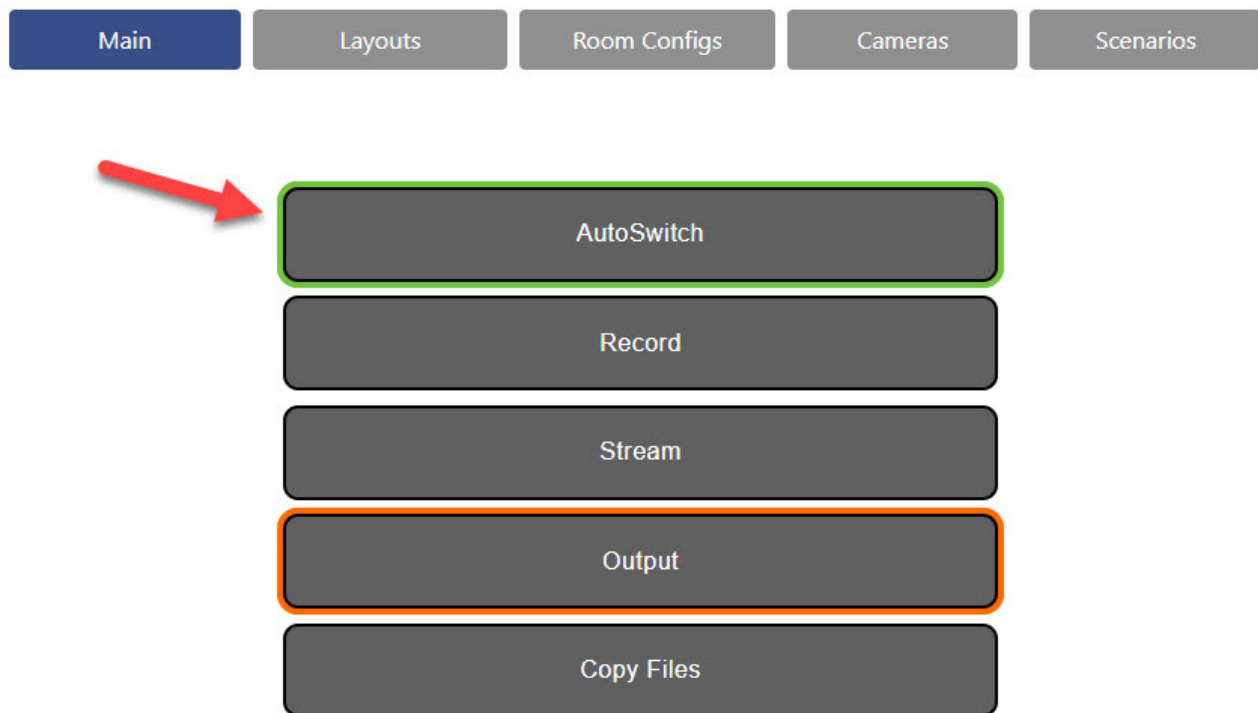 Main Layouts Room Configs Cameras Scenarios
AutoSwitch
Record
Stream
Output
Copy Files